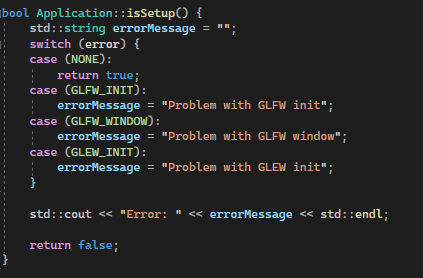 bool Application::isSetup() {
    std::string errorMessage = "";
    switch (error) {
    case (NONE):
        return true;
    case (GLFW_INIT):
        errorMessage = "Problem with GLFW init";
    case (GLFW_WINDOW):
        errorMessage = "Problem with GLFW window";
    case (GLEW_INIT):
        errorMessage = "Problem with GLEW init";
    }

    std::cout << "Error: " << errorMessage << std::endl;

    return false;
}